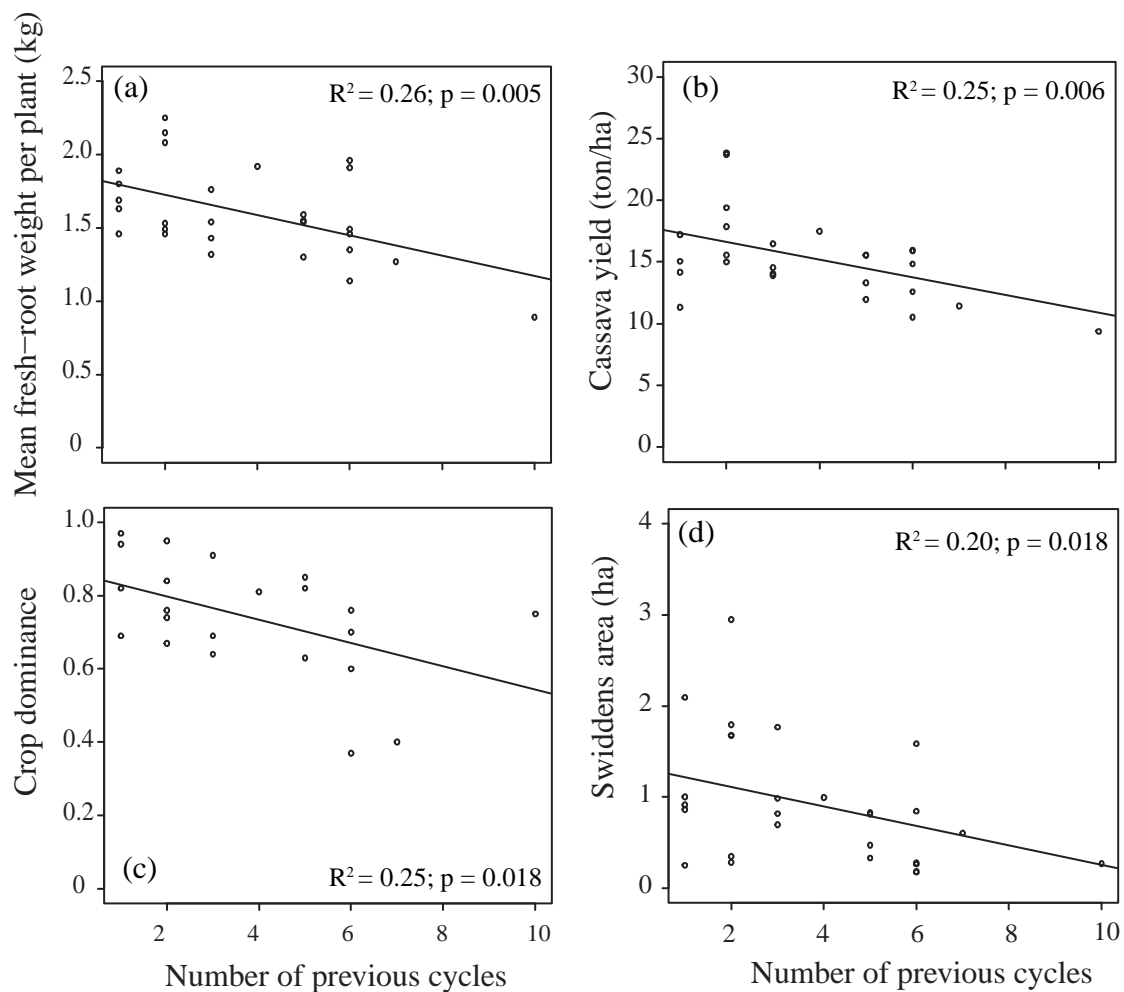 Mean fresh−root weight per plant (kg)
(a)
R² = 0.26; p = 0.005
2.5
2.0
1.5
1.0
0.5
0
Cassava yield (ton/ha)
(b)
R² = 0.25; p = 0.006
30
25
20
15
10
5
0
Crop dominance
1.0
0.8
0.6
0.4
0.2
0
(c)
R² = 0.25; p = 0.018
2 4 6 8 10
Number of previous cycles
Swiddens area (ha)
(d)
R² = 0.20; p = 0.018
4
3
2
1
0
2 4 6 8 10
Number of previous cycles